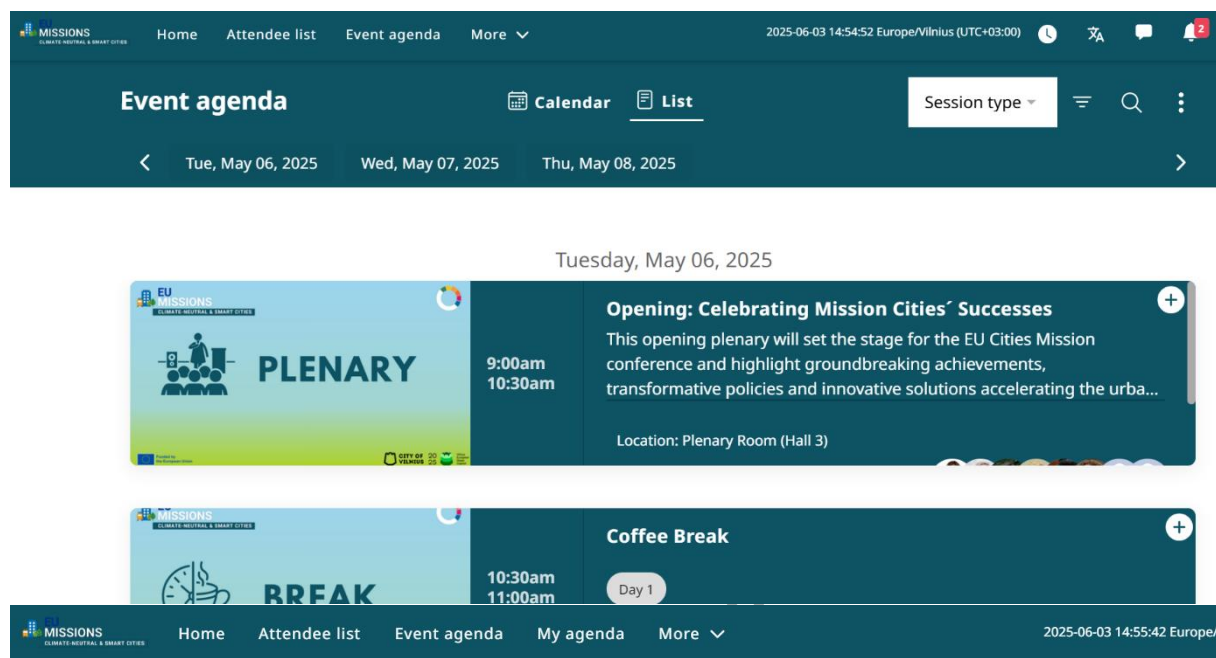 EU
MISSIONS
CLIMATE-NEUTRAL & SMART CITIES
Home Attendee list Event agenda More
2025-06-03 14:54:52 Europe/Vilnius (UTC+03:00)
2
Event agenda
Calendar List
Session type
Tue, May 06, 2025 Wed, May 07, 2025 Thu, May 08, 2025
Tuesday, May 06, 2025
EU
MISSIONS
CLIMATE-NEUTRAL & SMART CITIES
PLENARY
CITY OF
VILNIUS
20
25
9:00am
10:30am
Opening: Celebrating Mission Cities´ Successes
This opening plenary will set the stage for the EU Cities Mission
conference and highlight groundbreaking achievements,
transformative policies and innovative solutions accelerating the urba...
Location: Plenary Room (Hall 3)
MISSIONS
CLIMATE-NEUTRAL & SMART CITIES
BREAK
10:30am
11:00am
Coffee Break
Day 1
EU
MISSIONS
CLIMATE-NEUTRAL & SMART CITIES
Home Attendee list Event agenda My agenda More
2025-06-03 14:55:42 Europe/